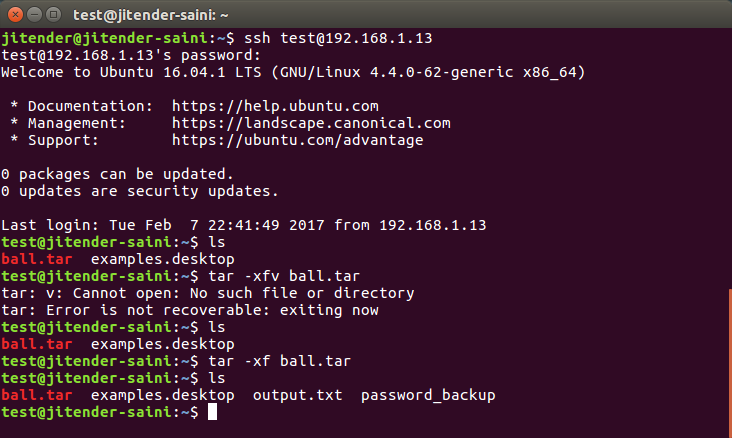 test@jitender-saini: ~
jitender@jitender-saini:~$ ssh test@192.168.1.13
test@192.168.1.13's password:
Welcome to Ubuntu 16.04.1 LTS (GNU/Linux 4.4.0-62-generic x86_64)
* Documentation:  https://help.ubuntu.com
* Management:     https://landscape.canonical.com
* Support:        https://ubuntu.com/advantage
0 packages can be updated.
0 updates are security updates.
Last login: Tue Feb  7 22:41:49 2017 from 192.168.1.13
test@jitender-saini:~$ ls
ball.tar  examples.desktop
test@jitender-saini:~$ tar -xfv ball.tar
tar: v: Cannot open: No such file or directory
tar: Error is not recoverable: exiting now
test@jitender-saini:~$ ls
ball.tar  examples.desktop
test@jitender-saini:~$ tar -xf ball.tar
test@jitender-saini:~$ ls
ball.tar  examples.desktop  output.txt  password_backup
test@jitender-saini:~$